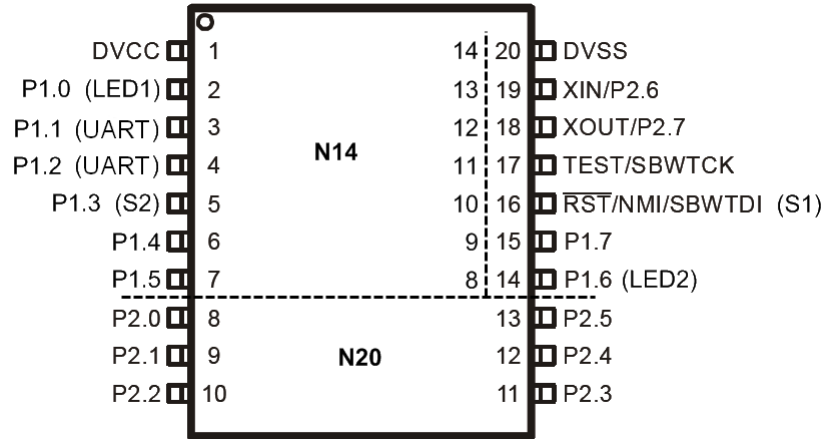 DVCC 1 14 20 DVSS
P1.0 (LED1) 2 13 19 XIN/P2.6
P1.1 (UART) 3 12 18 XOUT/P2.7
P1.2 (UART) 4 N14 11 17 TEST/SBWTCK
P1.3 (S2) 5 10 16 RST/NMI/SBWTDI (S1)
P1.4 6 9 15 P1.7
P1.5 7 8 14 P1.6 (LED2)
P2.0 8 13 P2.5
P2.1 9 N20 12 P2.4
P2.2 10 11 P2.3